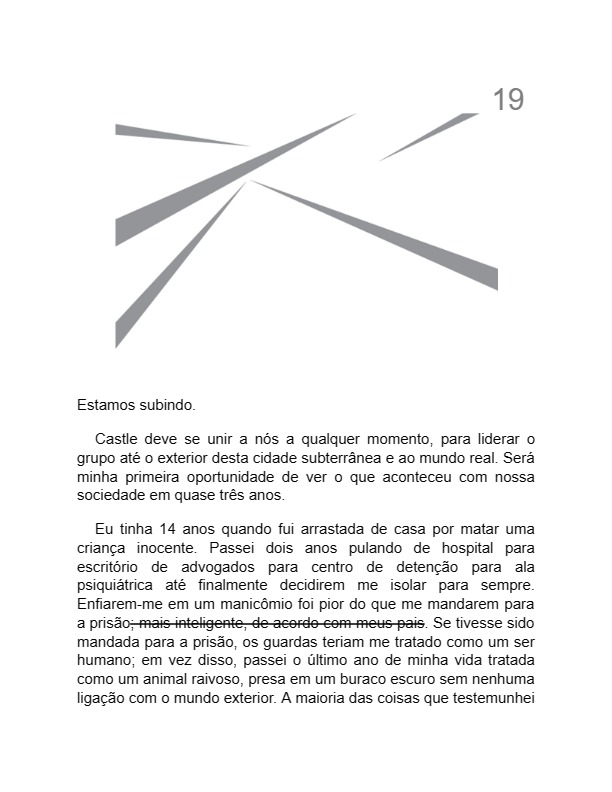 19
Estamos subindo.
Castle deve se unir a nós a qualquer momento, para liderar o
grupo até o exterior desta cidade subterrânea e ao mundo real. Será
minha primeira oportunidade de ver o que aconteceu com nossa
sociedade em quase três anos.
Eu tinha 14 anos quando fui arrastada de casa por matar uma
criança inocente. Passei dois anos pulando de hospital para
escritório de advogados para centro de detenção para ala
psiquiátrica até finalmente decidirem me isolar para sempre.
Enfiarem-me em um manicômio foi pior do que me mandarem para
a prisão; mais inteligente, de acordo com meus pais. Se tivesse sido
mandada para a prisão, os guardas teriam me tratado como um ser
humano; em vez disso, passei o último ano de minha vida tratada
como um animal raivoso, presa em um buraco escuro sem nenhuma
ligação com o mundo exterior. A maioria das coisas que testemunhei